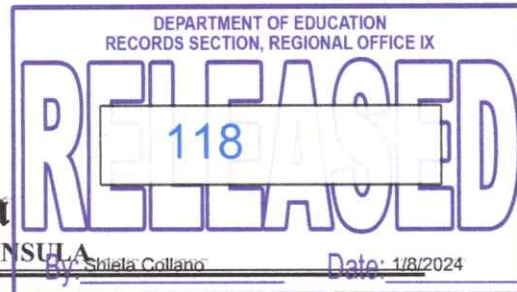 DEPARTMENT OF EDUCATION
RECORDS SECTION, REGIONAL OFFICE IX
RELEASED
118
NSULA
By: Shiela Collano Date: 1/8/2024